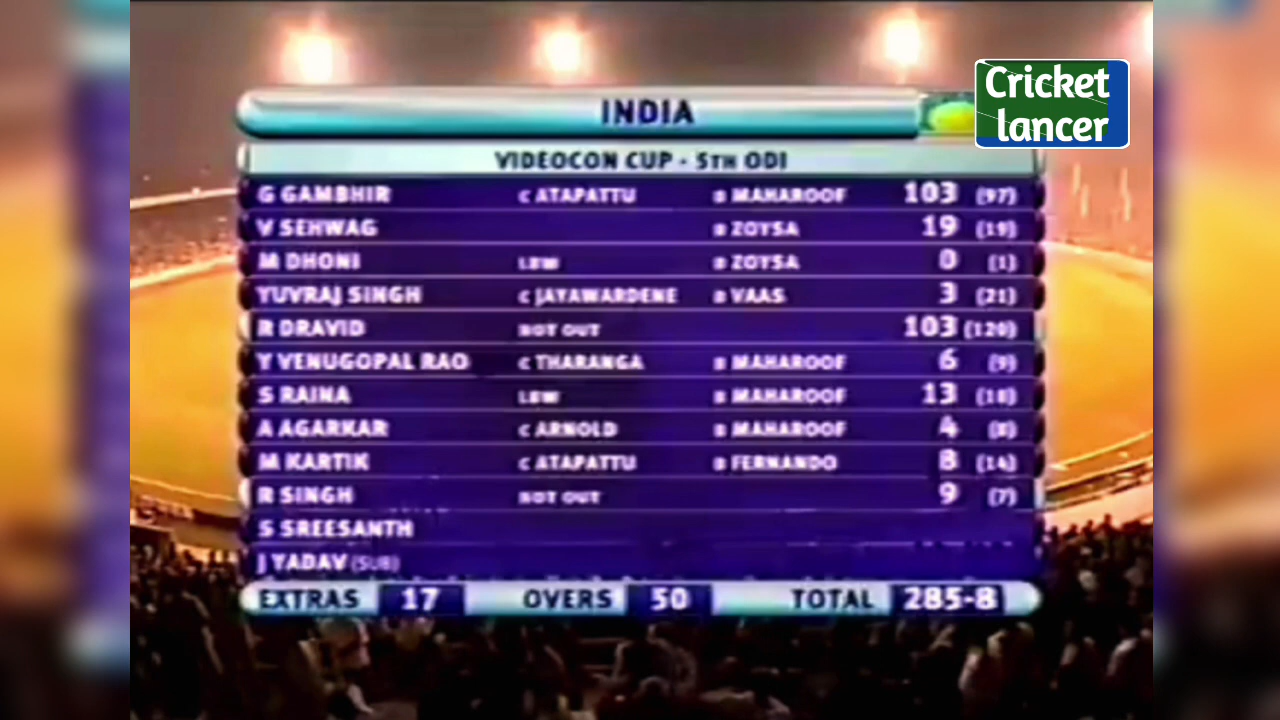 Cricket
lancer
INDIA
VIDEOCON CUP - 5TH ODI
G GAMBHIR C ATAPATTU B MAHAROOF 103 (97)
V SEHWAG B ZOYSA 19 (19)
M DHONI LBW B ZOYSA 0 (1)
YUVRAJ SINGH C JAYAWARDENE B VAAS 3 (21)
R DRAVID NOT OUT 103 (120)
Y VENUGOPAL RAO C THARANGA B MAHAROOF 6 (9)
S RAINA LBW B MAHAROOF 13 (18)
A AGARKAR C ARNOLD B MAHAROOF 4 (8)
M KARTIK C ATAPATTU B FERNANDO 8 (14)
R SINGH NOT OUT 9 (7)
S SREESANTH
J YADAV (SUB)
EXTRAS 17 OVERS 50 TOTAL 285-8